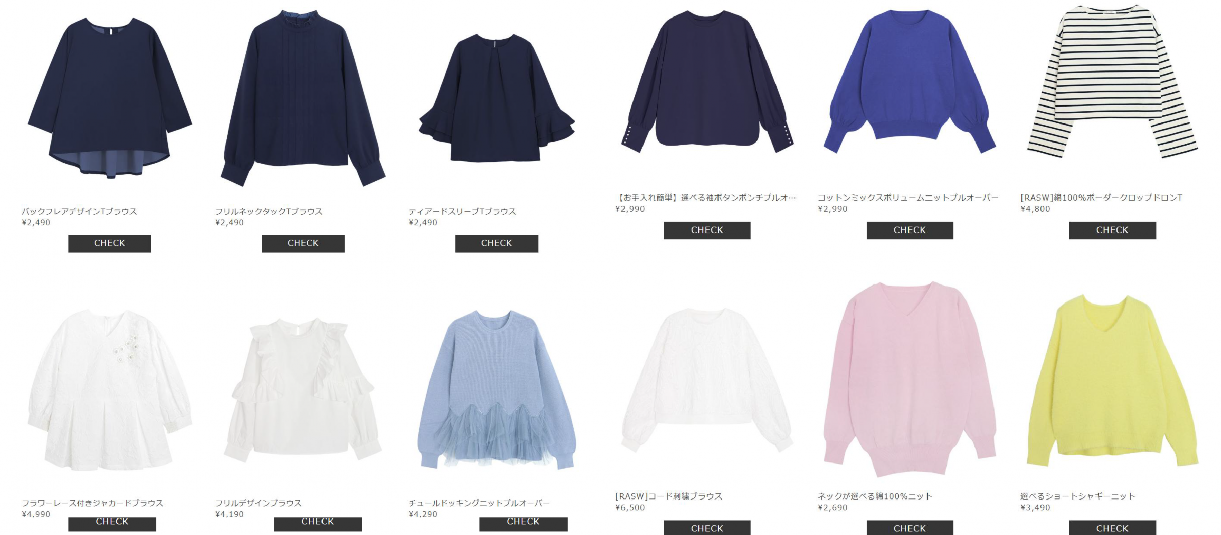 バックフレアデザインTブラウス
¥2,490
CHECK
フリルネックタックTブラウス
¥2,490
CHECK
ティアードスリーブTブラウス
¥2,490
CHECK
【お手入れ簡単】選べる袖ボタンポンチプルオー…
¥2,990
CHECK
コットンミックスボリュームニットプルオーバー
¥2,990
CHECK
[RASW]綿100%ボーダークロップドロンT
¥4,800
CHECK
フラワーレース付きジャカードブラウス
¥4,990
CHECK
フリルデザインブラウス
¥4,190
CHECK
チュールドッキングニットプルオーバー
¥4,290
CHECK
[RASW]コード刺繍ブラウス
¥6,500
CHECK
ネックが選べる綿100%ニット
¥2,690
CHECK
選べるショートシャギーニット
¥3,490
CHECK